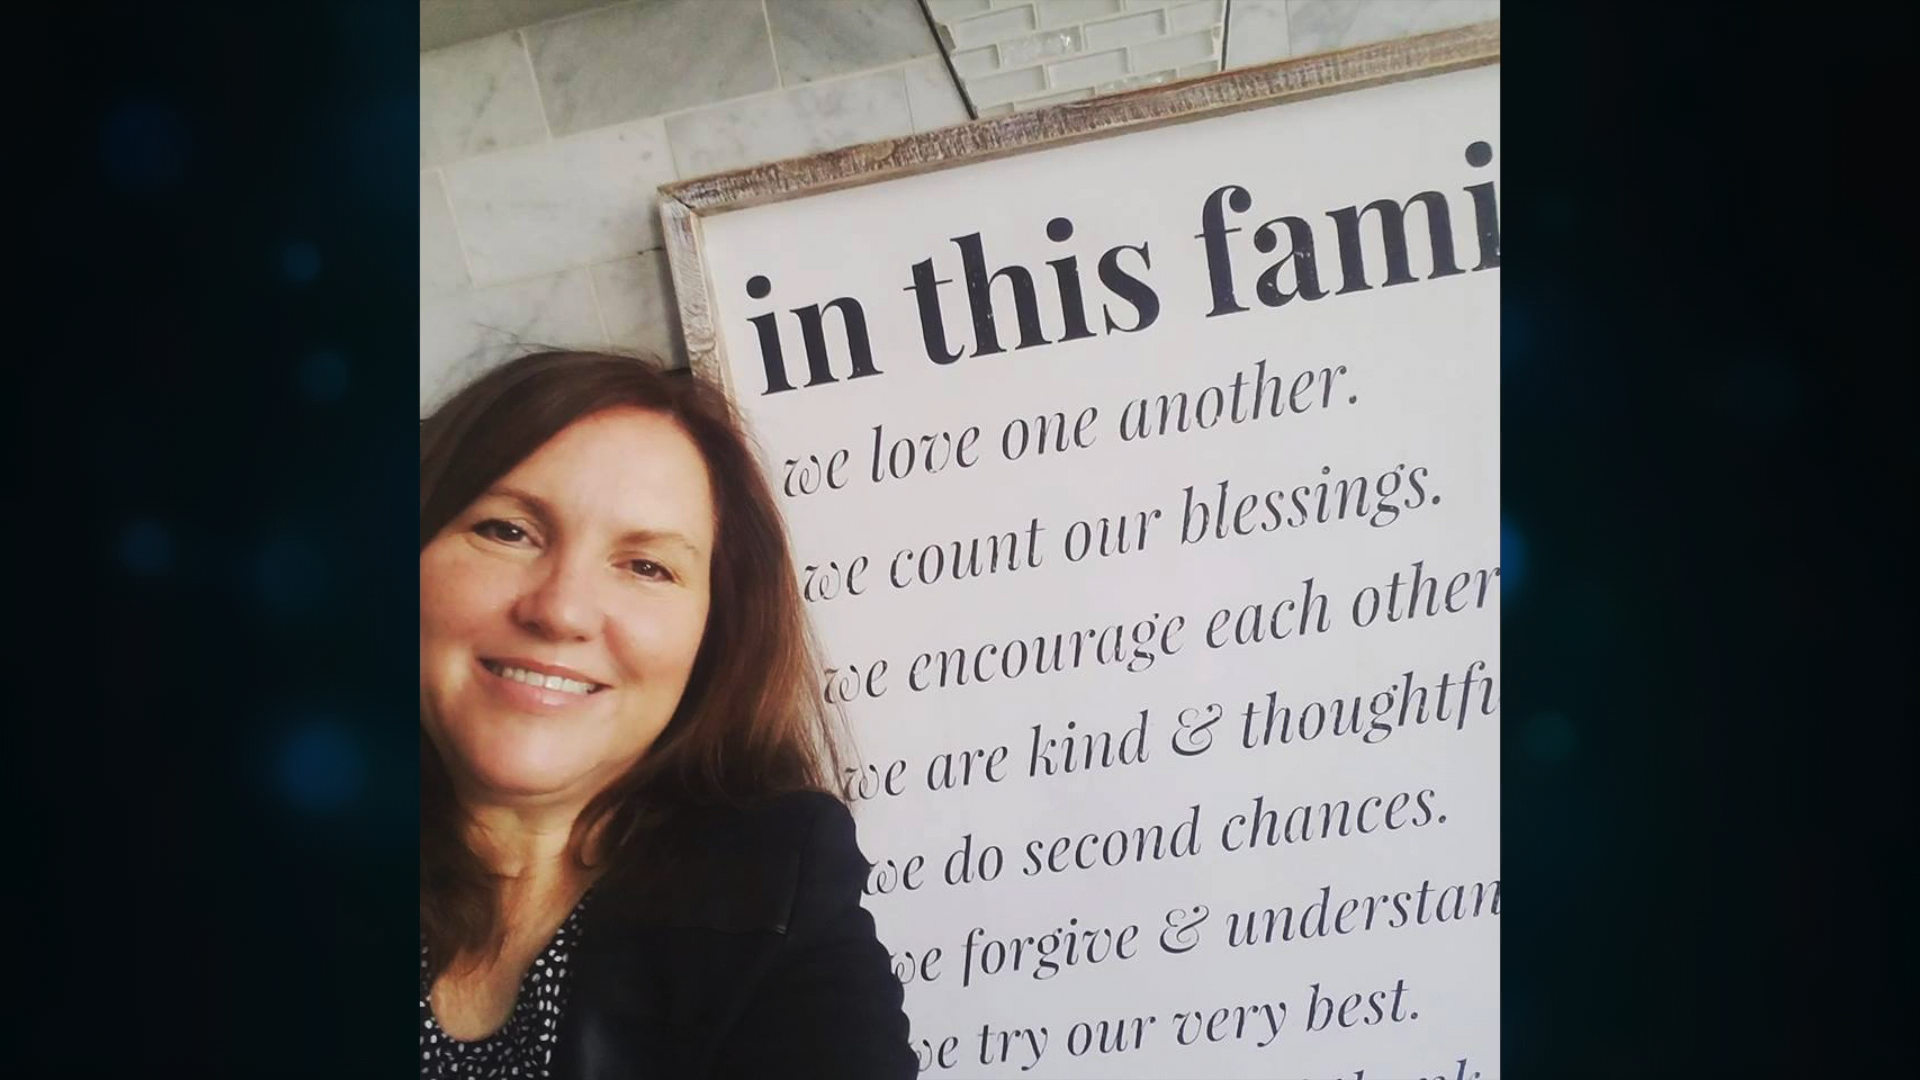 in this fami
we love one another.
we count our blessings.
we encourage each other
we are kind & thoughtfu
we do second chances.
we forgive & understan
we try our very best.